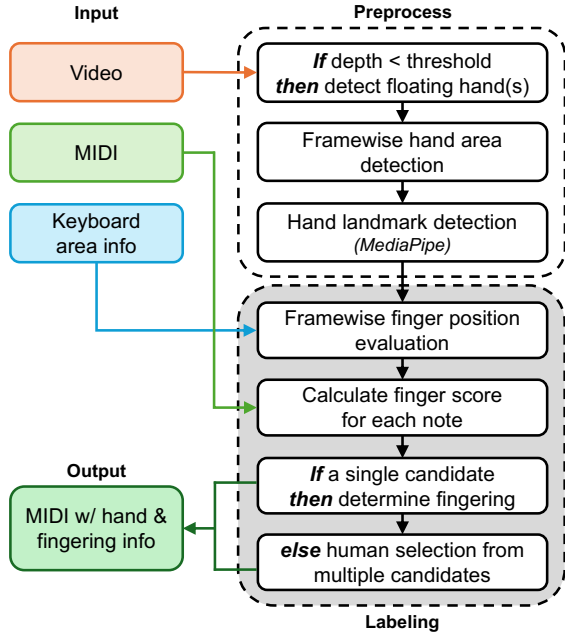 Input
Preprocess
Video
If depth < threshold
then detect floating hand(s)
MIDI
Framewise hand area
detection
Keyboard
area info
Hand landmark detection
(MediaPipe)
Framewise finger position
evaluation
Calculate finger score
for each note
Output
If a single candidate
then determine fingering
MIDI w/ hand &
fingering info
else human selection from
multiple candidates
Labeling